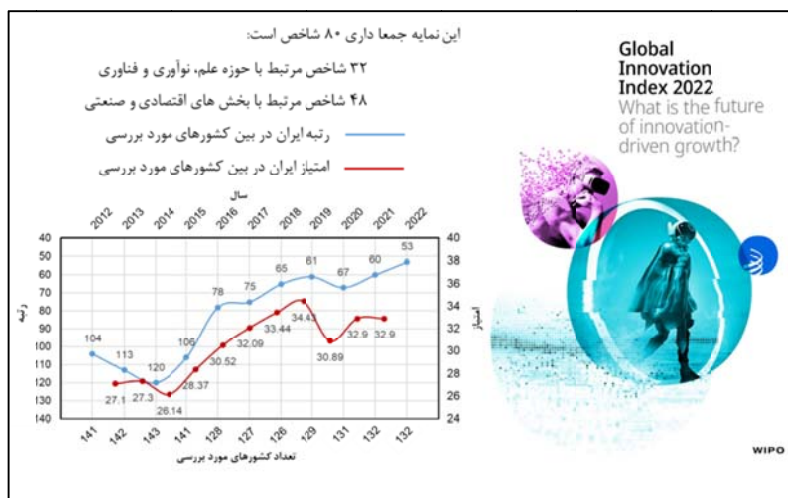 این نمایه جمعا داری ۸۰ شاخص است:
۳۲ شاخص مرتبط با حوزه علم، نوآوری و فناوری
۴۸ شاخص مرتبط با بخش های اقتصادی و صنعتی
رتبه ایران در بین کشورهای مورد بررسی
امتیاز ایران در بین کشورهای مورد بررسی
سال
2012 2013 2014 2015 2016 2017 2018 2019 2020 2021 2022
رتبه
40 50 60 70 80 90 100 110 120 130 140
104 113 120 106 78 75 65 61 67 60 53
27.1 27.3 26.14 28.37 30.52 32.09 33.44 34.43 30.89 32.9 32.9
40 38 36 34 32 30 28 26 24
امتیاز
141 142 143 141 128 127 126 129 131 132 132
تعداد کشورهای مورد بررسی
Global
Innovation
Index 2022
What is the future
of innovation-
driven growth?
WIPO